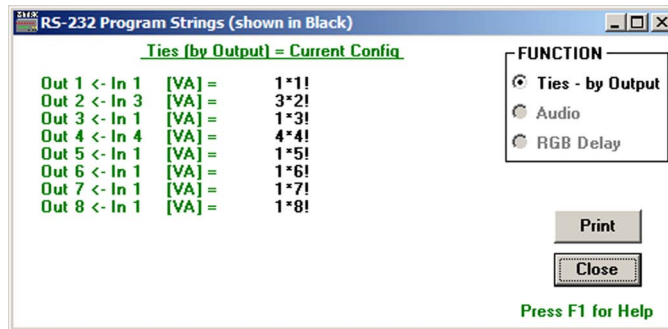 RS-232 Program Strings (shown in Black)
Ties (by Output) = Current Config
Out 1 <- In 1 [VA] = 1*1!
Out 2 <- In 3 [VA] = 3*2!
Out 3 <- In 1 [VA] = 1*3!
Out 4 <- In 4 [VA] = 4*4!
Out 5 <- In 1 [VA] = 1*5!
Out 6 <- In 1 [VA] = 1*6!
Out 7 <- In 1 [VA] = 1*7!
Out 8 <- In 1 [VA] = 1*8!
FUNCTION
Ties - by Output
Audio
RGB Delay
Print
Close
Press F1 for Help